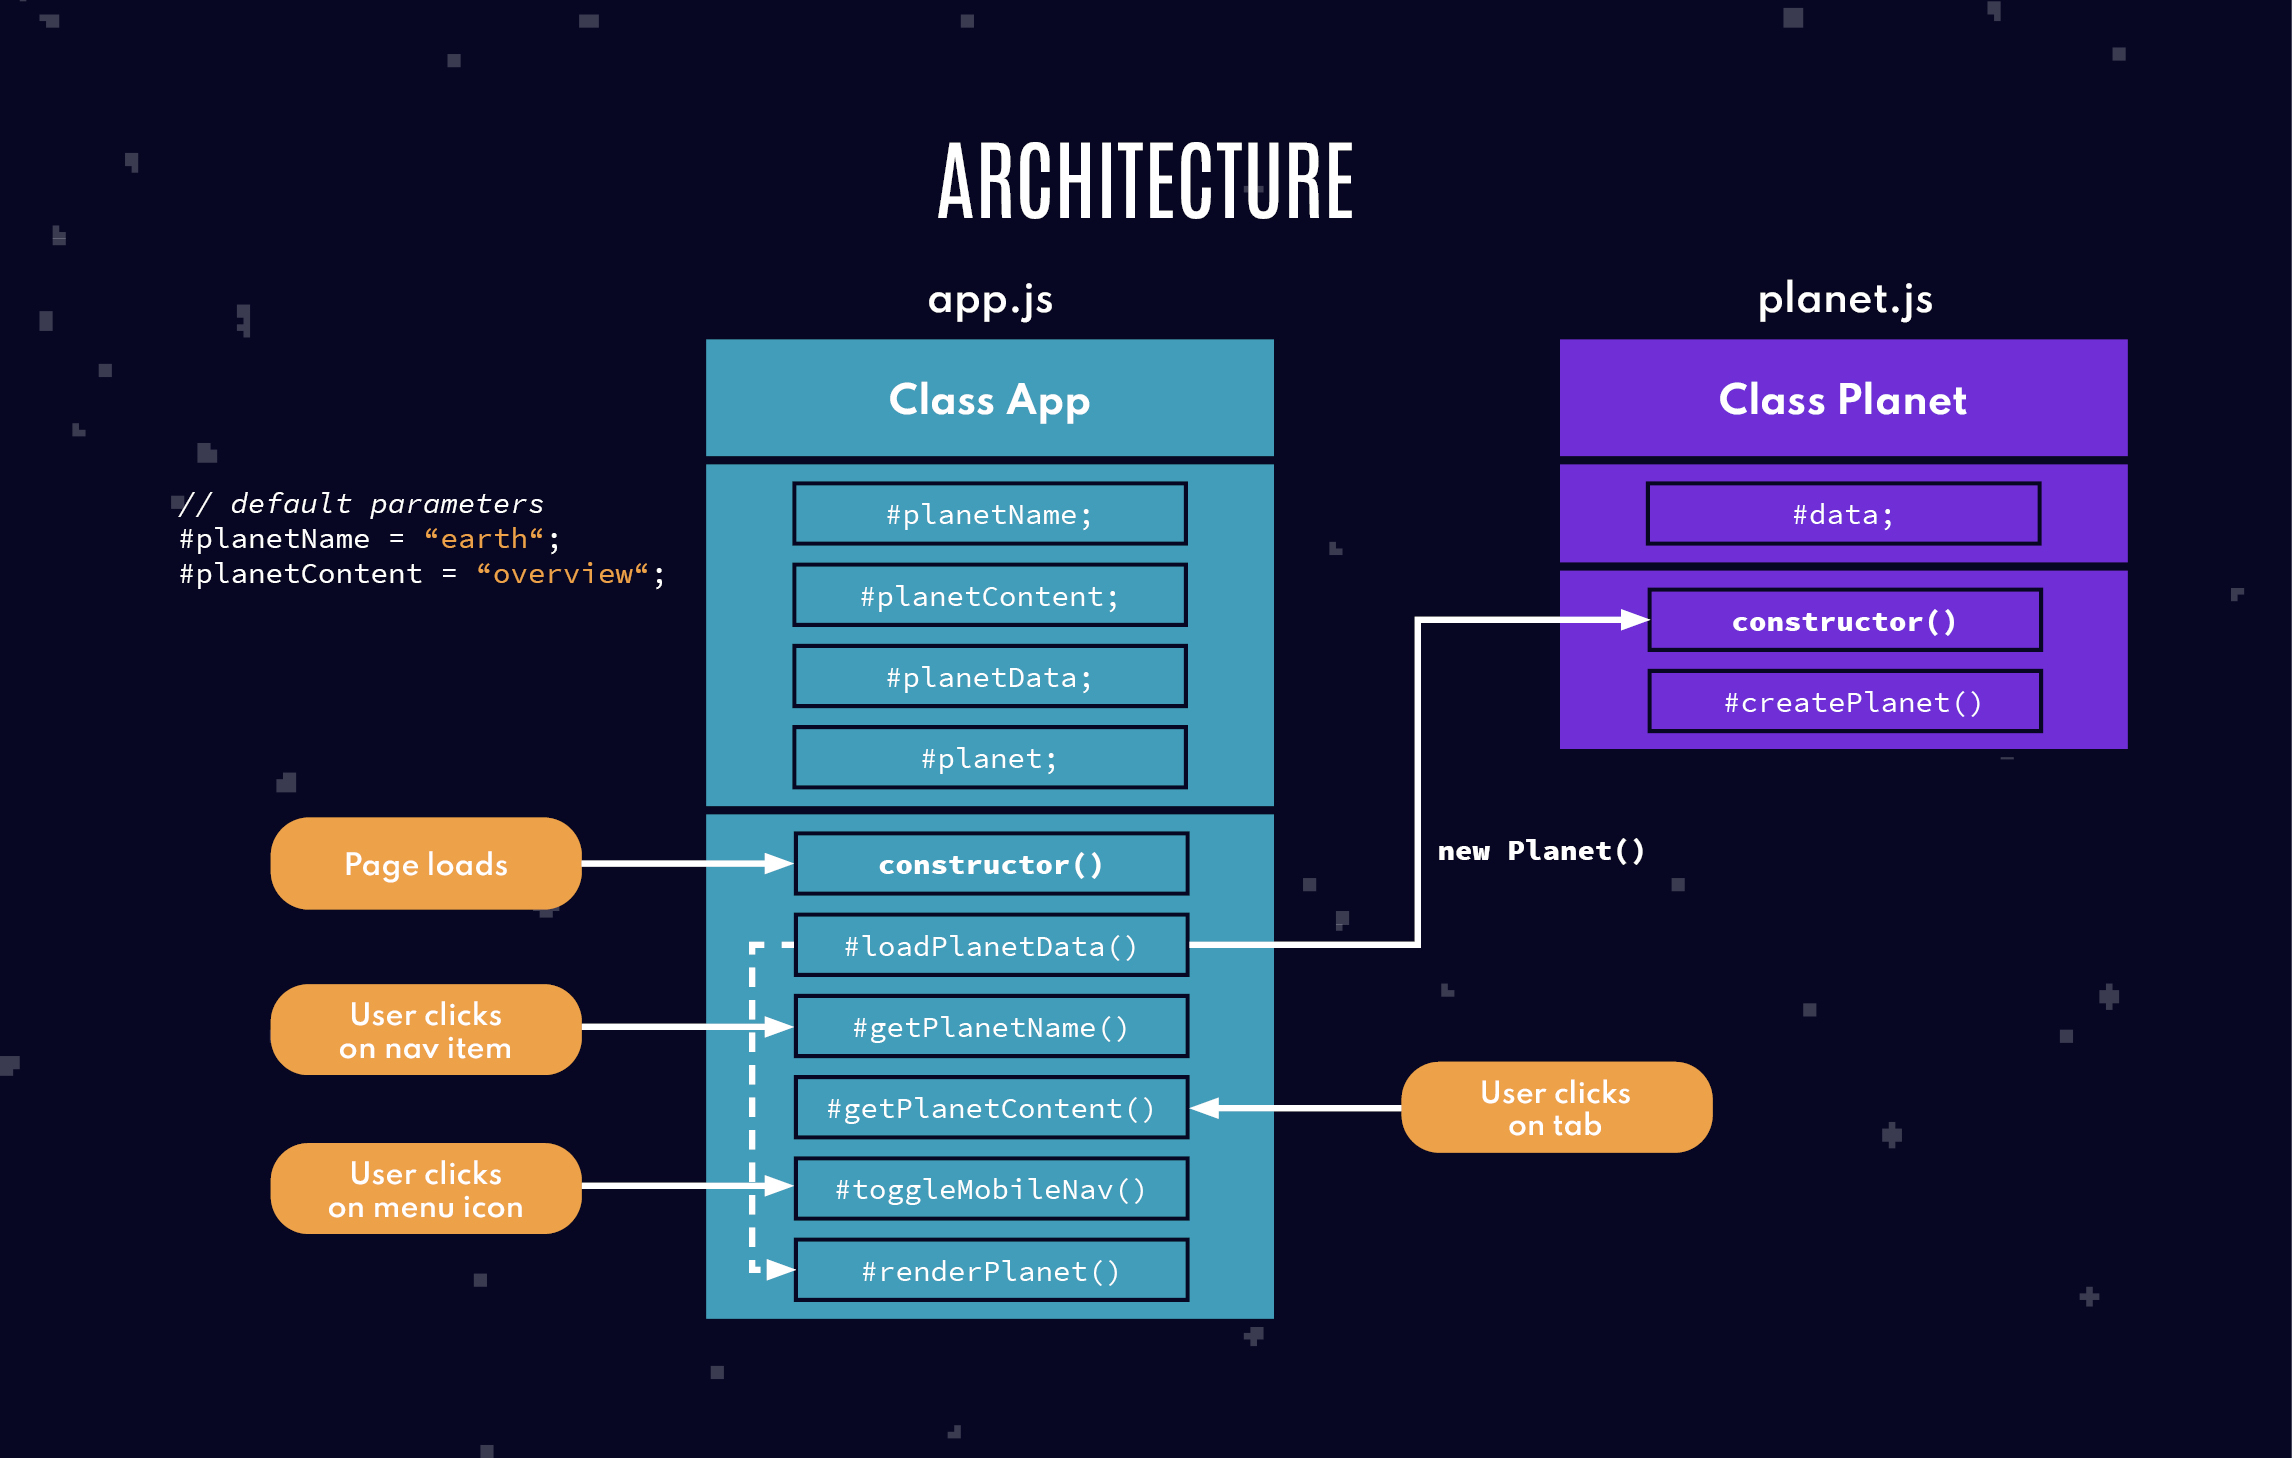 ARCHITECTURE
app.js
planet.js
Class App
Class Planet
// default parameters
#planetName = “earth“;
#planetContent = “overview“;
#planetName;
#planetContent;
#planetData;
#planet;
#data;
constructor()
#createPlanet()
new Planet()
Page loads
constructor()
#loadPlanetData()
User clicks
on nav item
#getPlanetName()
#getPlanetContent()
User clicks
on tab
User clicks
on menu icon
#toggleMobileNav()
#renderPlanet()